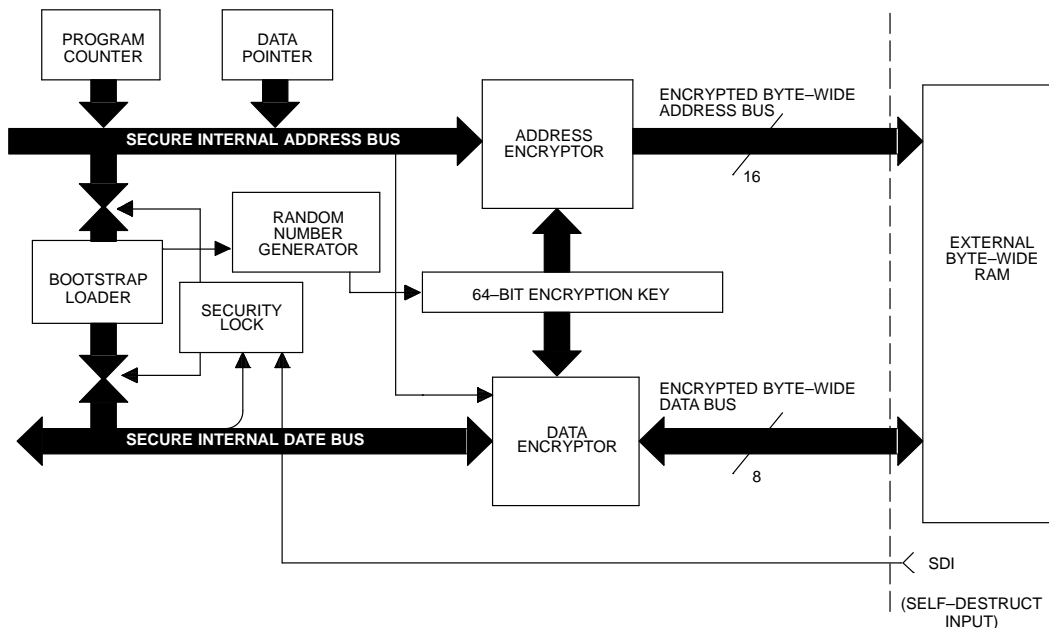 PROGRAM
COUNTER
DATA
POINTER
SECURE INTERNAL ADDRESS BUS
ADDRESS
ENCRYPTOR
ENCRYPTED BYTE–WIDE
ADDRESS BUS
16
EXTERNAL
BYTE–WIDE
RAM
RANDOM
NUMBER
GENERATOR
BOOTSTRAP
LOADER
SECURITY
LOCK
64–BIT ENCRYPTION KEY
SECURE INTERNAL DATE BUS
DATA
ENCRYPTOR
ENCRYPTED BYTE–WIDE
DATA BUS
8
SDI
(SELF–DESTRUCT
INPUT)